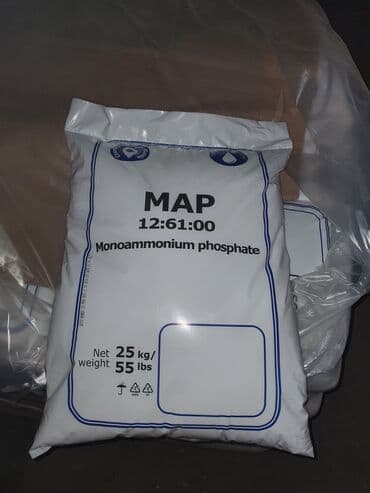 MAP
12:61:00
Monoammonium phosphate
Net weight 25 kg/
55 lbs